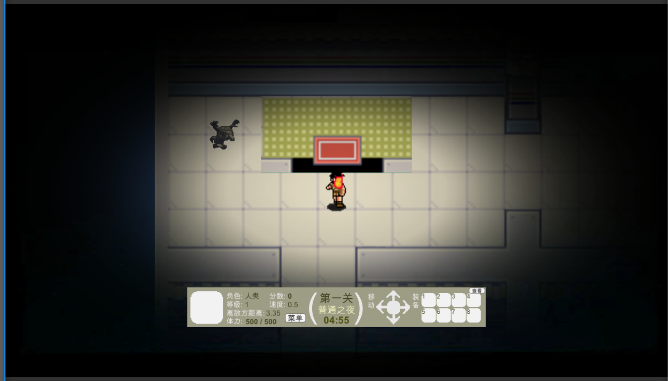 角色: 人类 分数: 0
等级: 1 速度: 0.5
离敌方距离: 3.35
体力: 500 / 500 菜单
第一关
普通之夜
04:55
移动
装备
1 2 3 4
5 6 7 8